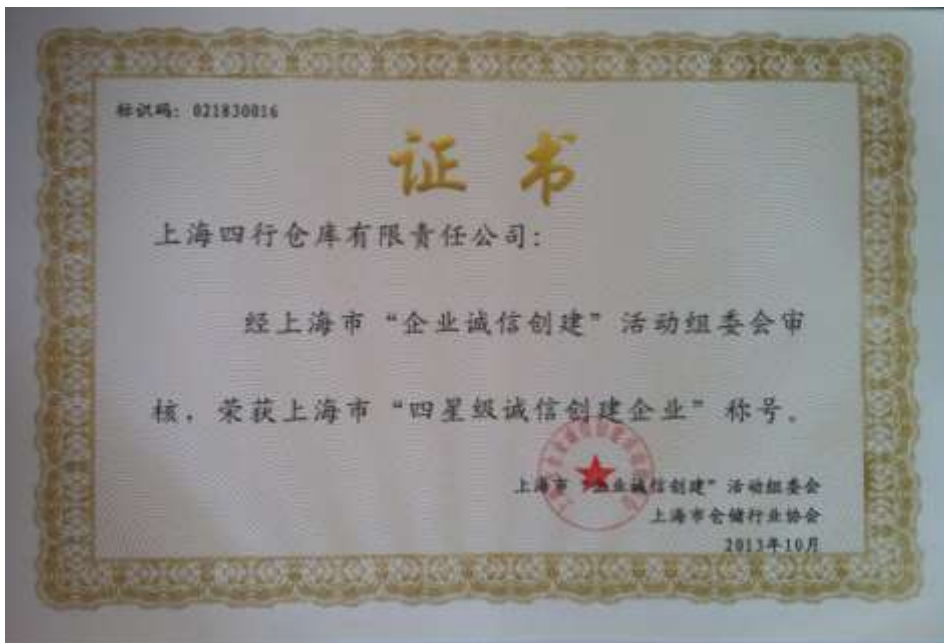 标识码：021830016
证书
上海四行仓库有限责任公司：
经上海市“企业诚信创建”活动组委会审
核，荣获上海市“四星级诚信创建企业”称号。
上海市“企业诚信创建”活动组委会
上海市仓储行业协会
2013年10月